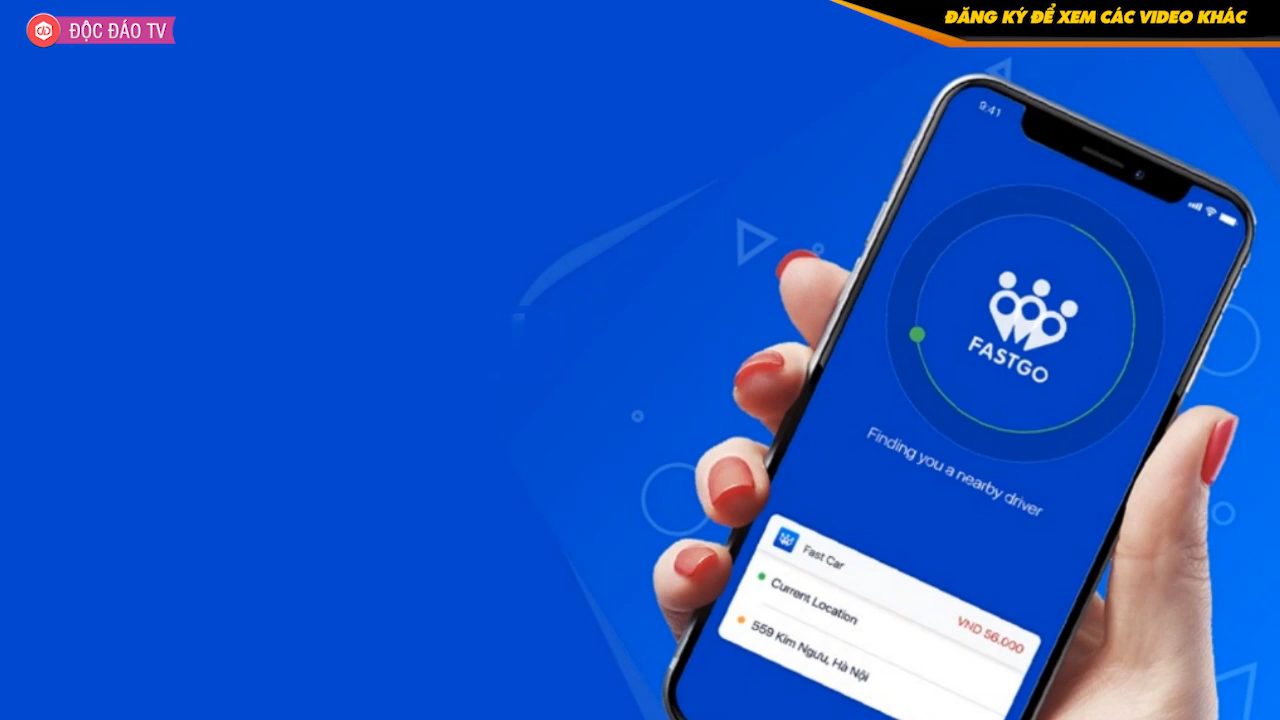 ĐỘC ĐÁO TV
ĐĂNG KÝ ĐỂ XEM CÁC VIDEO KHÁC
9:41
FASTGO
Finding you a nearby driver
Fast Car
Current Location
VND 56.000
559 Kim Ngưu, Hà Nội